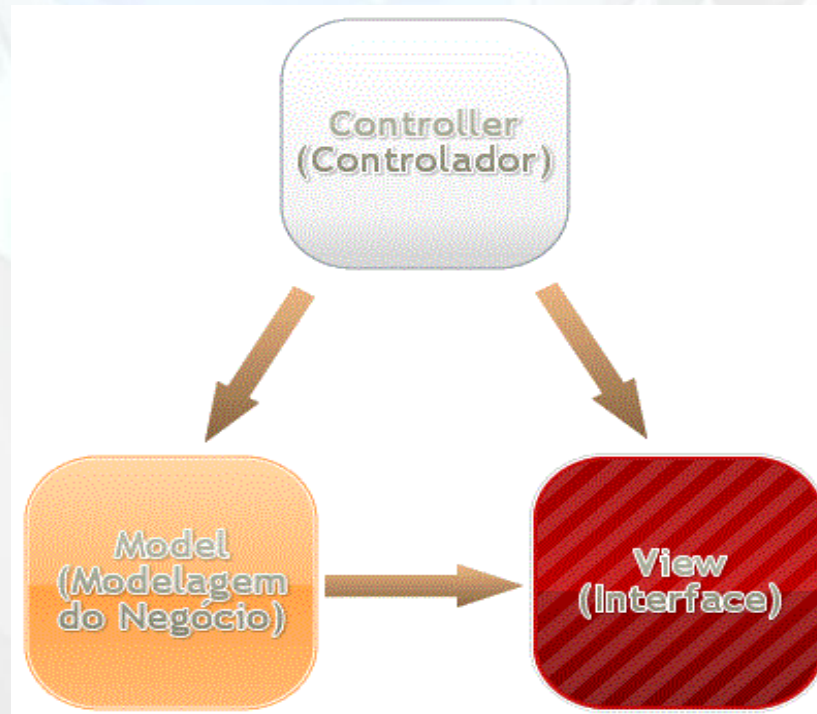 Controller
(Controlador)
Model
(Modelagem
do Negócio)
View
(Interface)